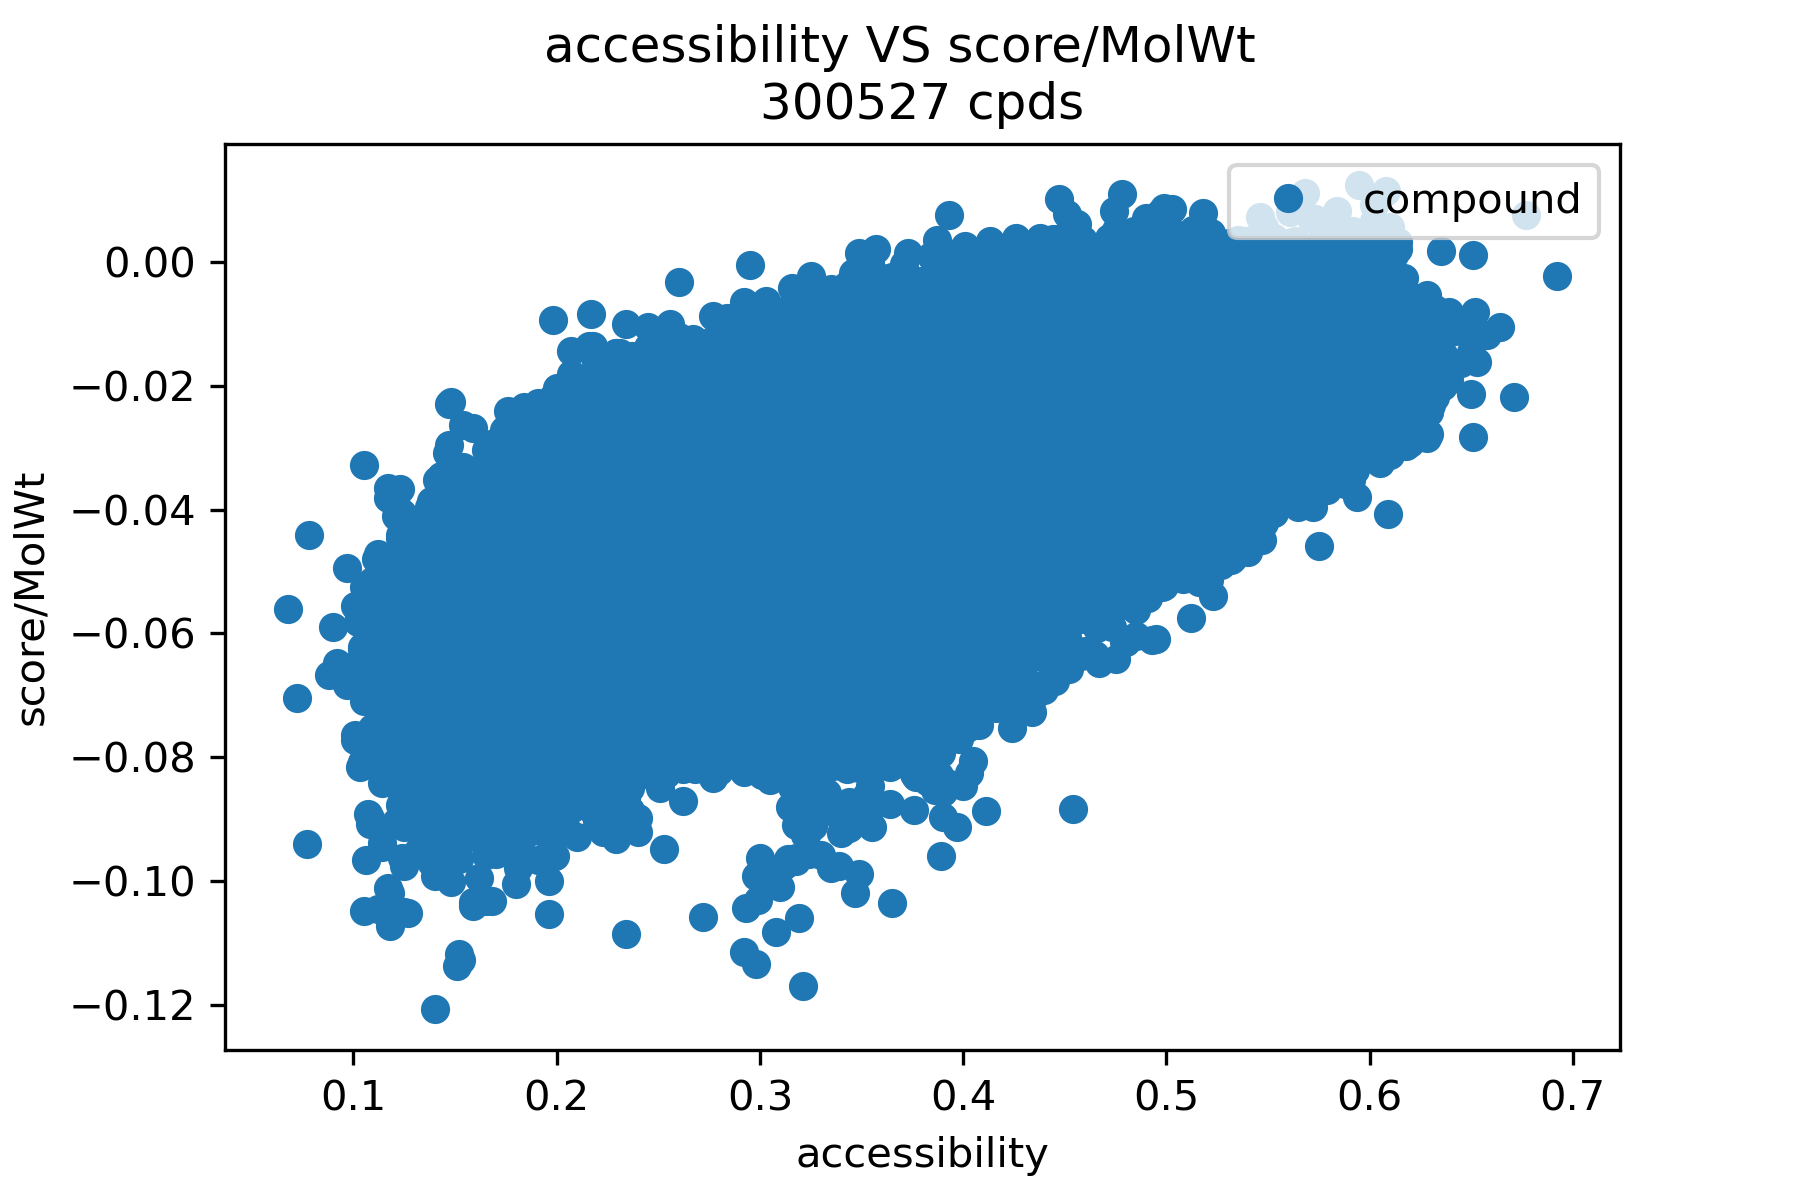 accessibility VS score/MolWt
300527 cpds
compound
0.00
−0.02
−0.04
−0.06
−0.08
−0.10
−0.12
score/MolWt
0.1
0.2
0.3
0.4
0.5
0.6
0.7
accessibility